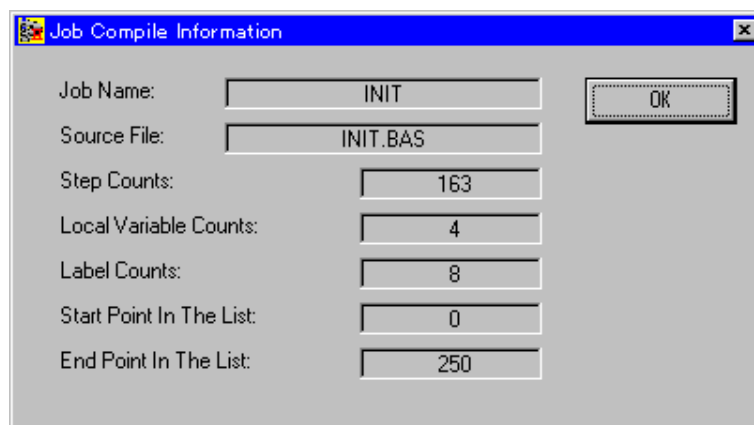 Job Compile Information
Job Name: INIT OK
Source File: INIT.BAS
Step Counts: 163
Local Variable Counts: 4
Label Counts: 8
Start Point In The List: 0
End Point In The List: 250